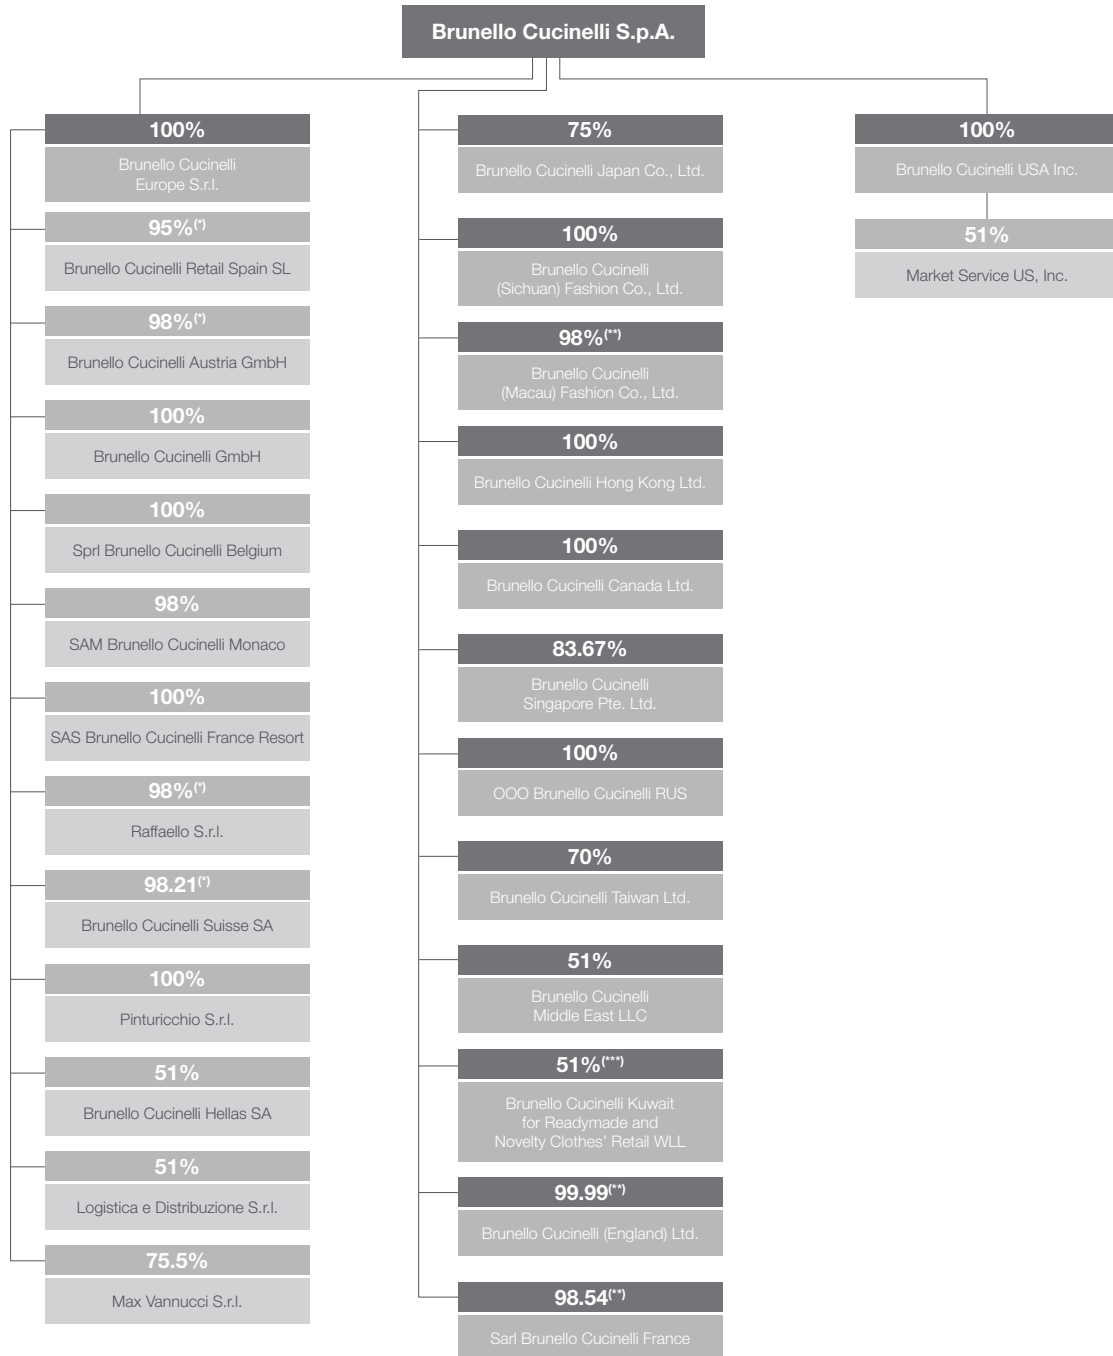 Brunello Cucinelli S.p.A.
100%
Brunello Cucinelli
Europe S.r.l.
95%(*)
Brunello Cucinelli Retail Spain SL
98%(*)
Brunello Cucinelli Austria GmbH
100%
Brunello Cucinelli GmbH
100%
Sprl Brunello Cucinelli Belgium
98%
SAM Brunello Cucinelli Monaco
100%
SAS Brunello Cucinelli France Resort
98%(*)
Raffaello S.r.l.
98.21(*)
Brunello Cucinelli Suisse SA
100%
Pinturicchio S.r.l.
51%
Brunello Cucinelli Hellas SA
51%
Logistica e Distribuzione S.r.l.
75.5%
Max Vannucci S.r.l.
75%
Brunello Cucinelli Japan Co., Ltd.
100%
Brunello Cucinelli
(Sichuan) Fashion Co., Ltd.
98%(**)
Brunello Cucinelli
(Macau) Fashion Co., Ltd.
100%
Brunello Cucinelli Hong Kong Ltd.
100%
Brunello Cucinelli Canada Ltd.
83.67%
Brunello Cucinelli
Singapore Pte. Ltd.
100%
OOO Brunello Cucinelli RUS
70%
Brunello Cucinelli Taiwan Ltd.
51%
Brunello Cucinelli
Middle East LLC
51%(***)
Brunello Cucinelli Kuwait
for Readymade and
Novelty Clothes’ Retail WLL
99.99(**)
Brunello Cucinelli (England) Ltd.
98.54(**)
Sarl Brunello Cucinelli France
100%
Brunello Cucinelli USA Inc.
51%
Market Service US, Inc.